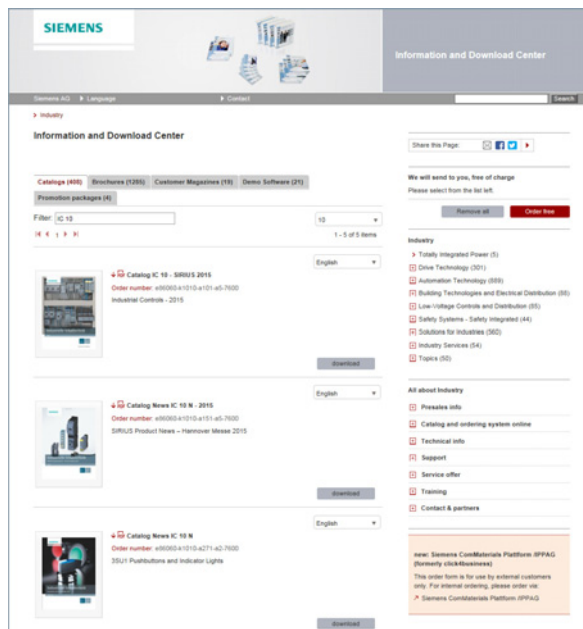 SIEMENS
Information and Download Center
Siemens AG Language Contact Search
Industry
Information and Download Center
Catalogs (408) Brochures (1265) Customer Magazines (19) Demo Software (21)
Promotion packages (4)
Filter: IC 10 10
1 1 - 5 of 5 items
English
Catalog IC 10 - SIRIUS 2015
Order number: e86060-k1010-a101-a5-7600
Industrial Controls - 2015
download
English
Catalog News IC 10 N - 2015
Order number: e86060-k1010-a151-a5-7600
SIRIUS Product News – Hannover Messe 2015
download
English
Catalog News IC 10 N
Order number: e86060-k1010-a271-a2-7600
3SU1 Pushbuttons and Indicator Lights
download
Share this Page:
We will send to you, free of charge
Please select from the list left.
Remove all Order free
Industry
Totally Integrated Power (5)
Drive Technology (301)
Automation Technology (889)
Building Technologies and Electrical Distribution (88)
Low-Voltage Controls and Distribution (85)
Safety Systems - Safety Integrated (44)
Solutions for Industries (360)
Industry Services (54)
Topics (50)
All about Industry
Presales info
Catalog and ordering system online
Technical info
Support
Service offer
Training
Contact & partners
new: Siemens ComMaterials Plattform /IPPAG
(formerly click4business)
This order form is for use by external customers
only. For internal ordering, please order via:
Siemens ComMaterials Plattform /IPPAG